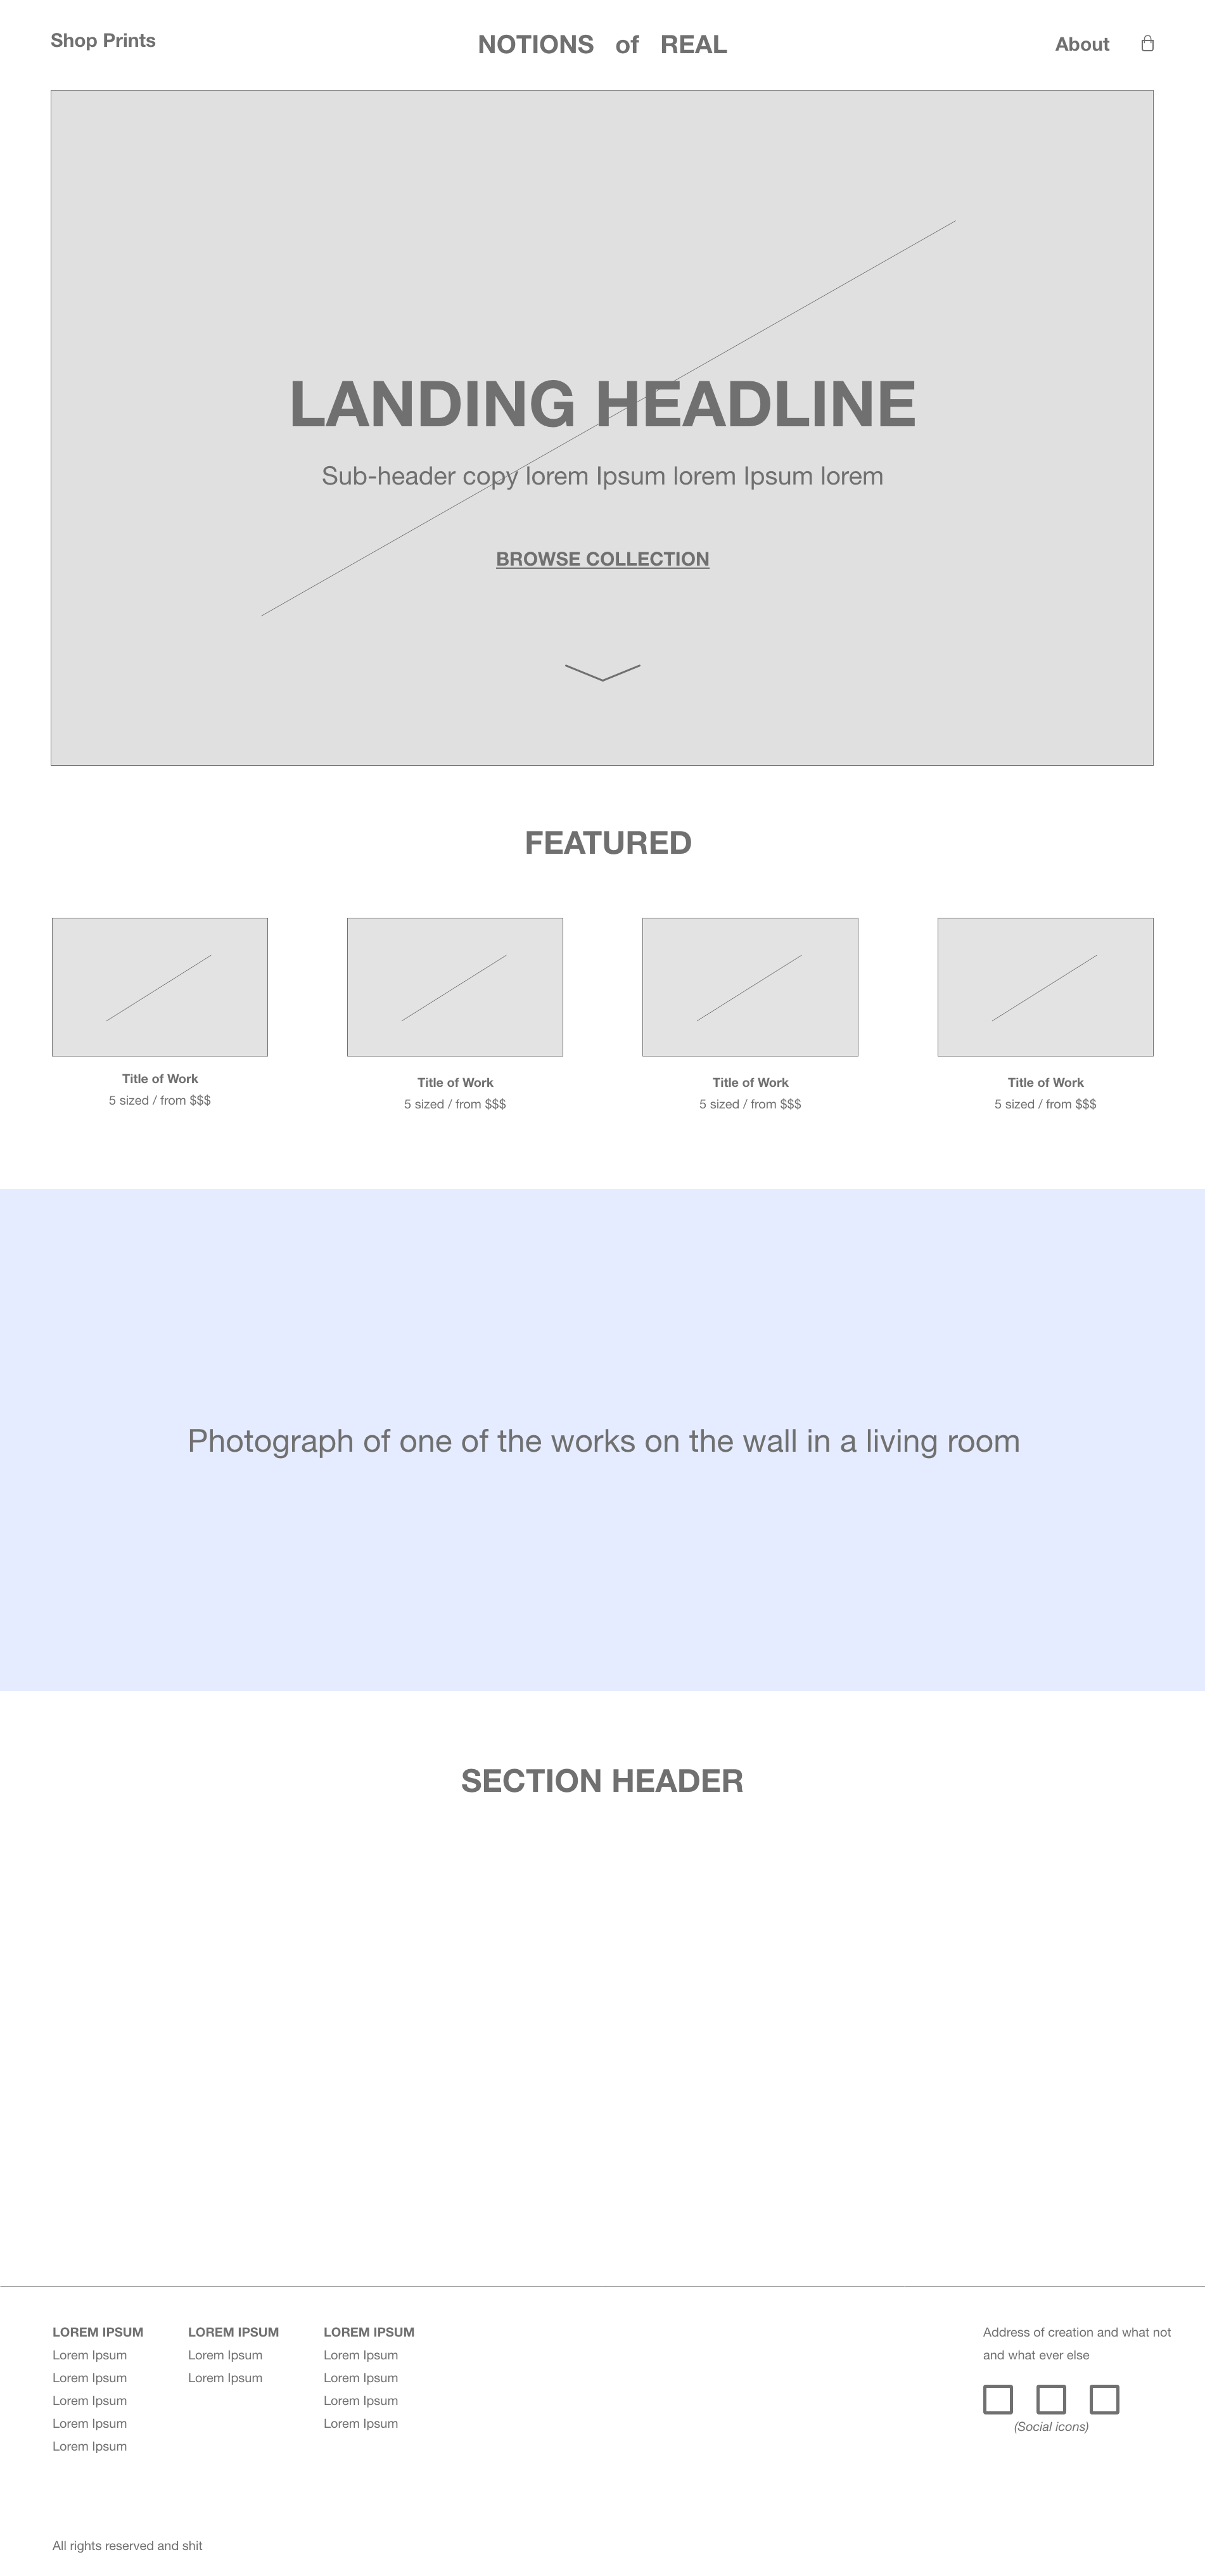 Shop Prints
NOTIONS of REAL
About
LANDING HEADLINE
Sub-header copy lorem Ipsum lorem Ipsum lorem
BROWSE COLLECTION
FEATURED
Title of Work
5 sized / from $$$
Title of Work
5 sized / from $$$
Title of Work
5 sized / from $$$
Title of Work
5 sized / from $$$
Photograph of one of the works on the wall in a living room
SECTION HEADER
LOREM IPSUM
Lorem Ipsum
Lorem Ipsum
Lorem Ipsum
Lorem Ipsum
Lorem Ipsum
LOREM IPSUM
Lorem Ipsum
Lorem Ipsum
LOREM IPSUM
Lorem Ipsum
Lorem Ipsum
Lorem Ipsum
Lorem Ipsum
Address of creation and what not
and what ever else
(Social icons)
All rights reserved and shit